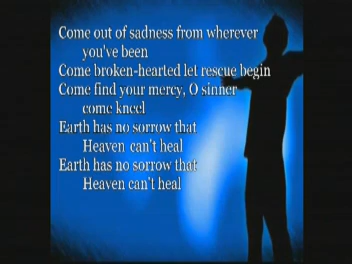 Come out of sadness from wherever
you've been
Come broken-hearted let rescue begin
Come find your mercy, O sinner
come kneel
Earth has no sorrow that
Heaven can't heal
Earth has no sorrow that
Heaven can't heal